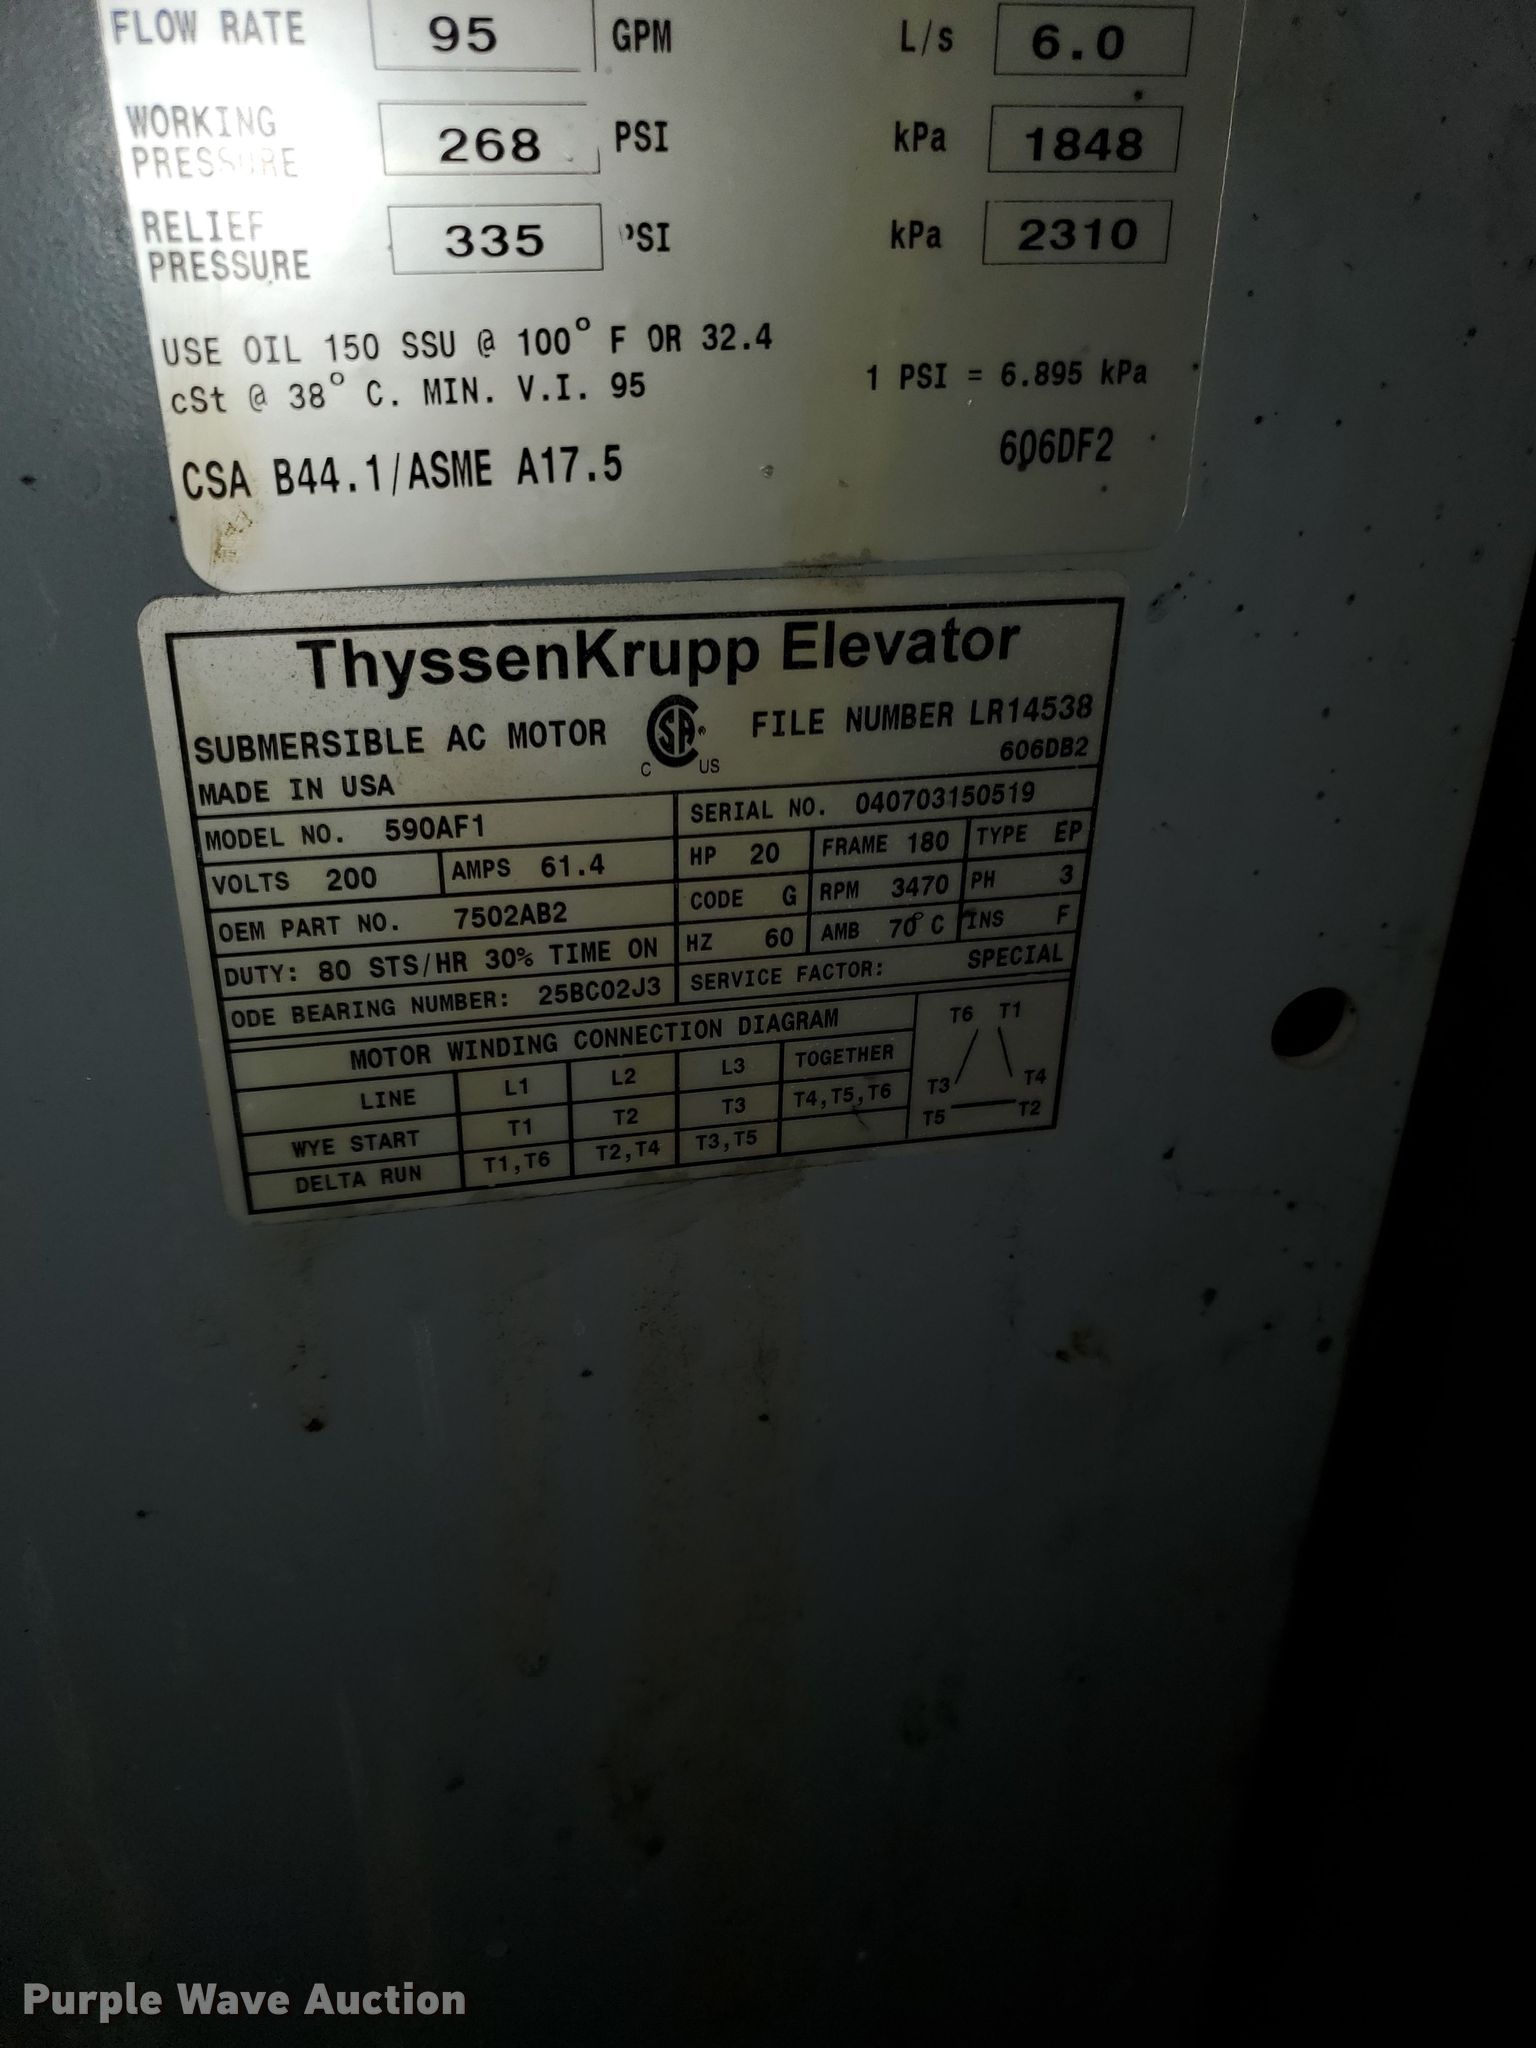 FLOW RATE 95 GPM L/s 6.0
WORKING PRESSURE 268 PSI kPa 1848
RELIEF PRESSURE 335 PSI kPa 2310
USE OIL 150 SSU @ 100° F OR 32.4
cSt @ 38° C. MIN. V.I. 95
1 PSI = 6.895 kPa
CSA B44.1/ASME A17.5
606DF2
ThyssenKrupp Elevator
SUBMERSIBLE AC MOTOR C SA® US FILE NUMBER LR14538
606DB2
MADE IN USA
MODEL NO. 590AF1 SERIAL NO. 040703150519
VOLTS 200 AMPS 61.4 HP 20 FRAME 180 TYPE EP
OEM PART NO. 7502AB2 CODE G RPM 3470 PH 3
DUTY: 80 STS/HR 30% TIME ON HZ 60 AMB 70°C INS F
ODE BEARING NUMBER: 25BC02J3 SERVICE FACTOR: SPECIAL
MOTOR WINDING CONNECTION DIAGRAM
LINE L1 L2 L3 TOGETHER
WYE START T1 T2 T3 T4,T5,T6
DELTA RUN T1,T6 T2,T4 T3,T5
T6 T1
T3 T4
T5 T2
Purple Wave Auction